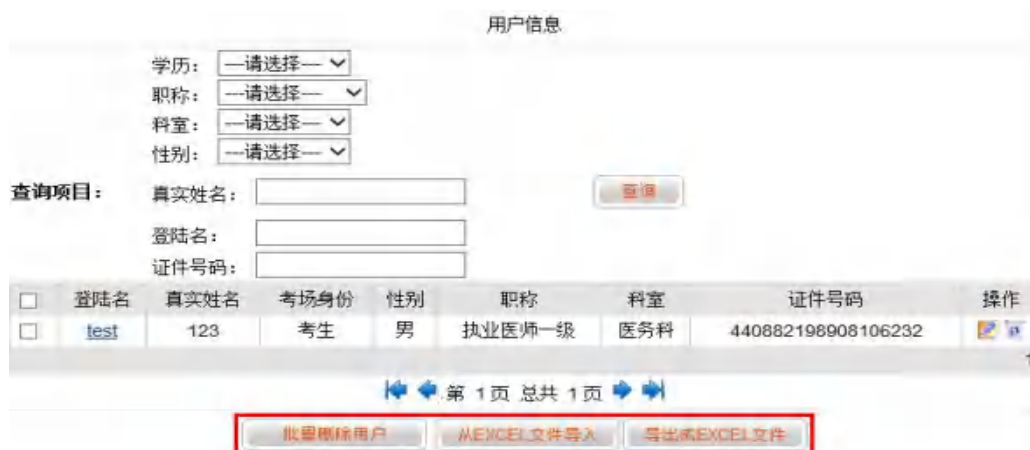 用户信息
学历： ---请选择---
职称： ---请选择---
科室： ---请选择---
性别： ---请选择---
查询项目： 真实姓名： 查询
登陆名：
证件号码：
登陆名 真实姓名 考场身份 性别 职称 科室 证件号码 操作
test 123 考生 男 执业医师一级 医务科 440882198908106232
第 1页 总共 1页
批量删除用户 从EXCEL文件导入 导出成EXCEL文件